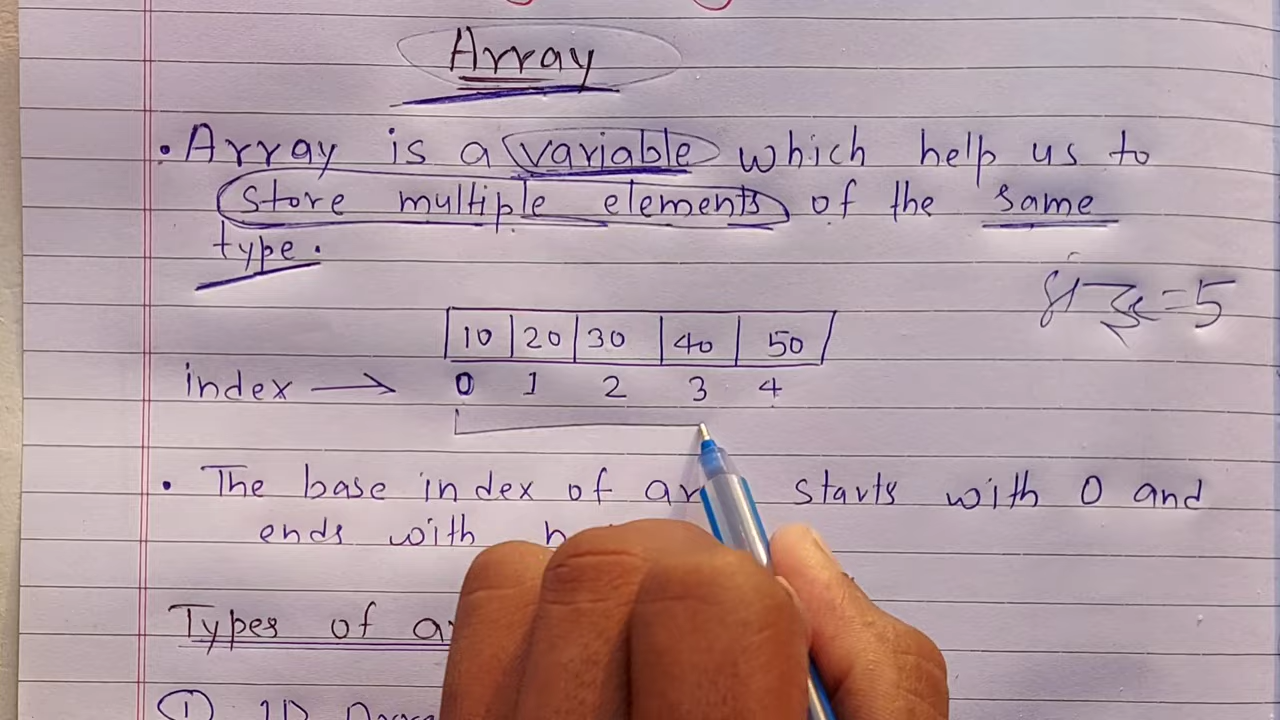 Array
• Array is a variable which help us to
store multiple elements of the same
type.
size=5
10 20 30 40 50
index → 0 1 2 3 4
• The base index of starts with 0 and
ends with
Types of
① 1D